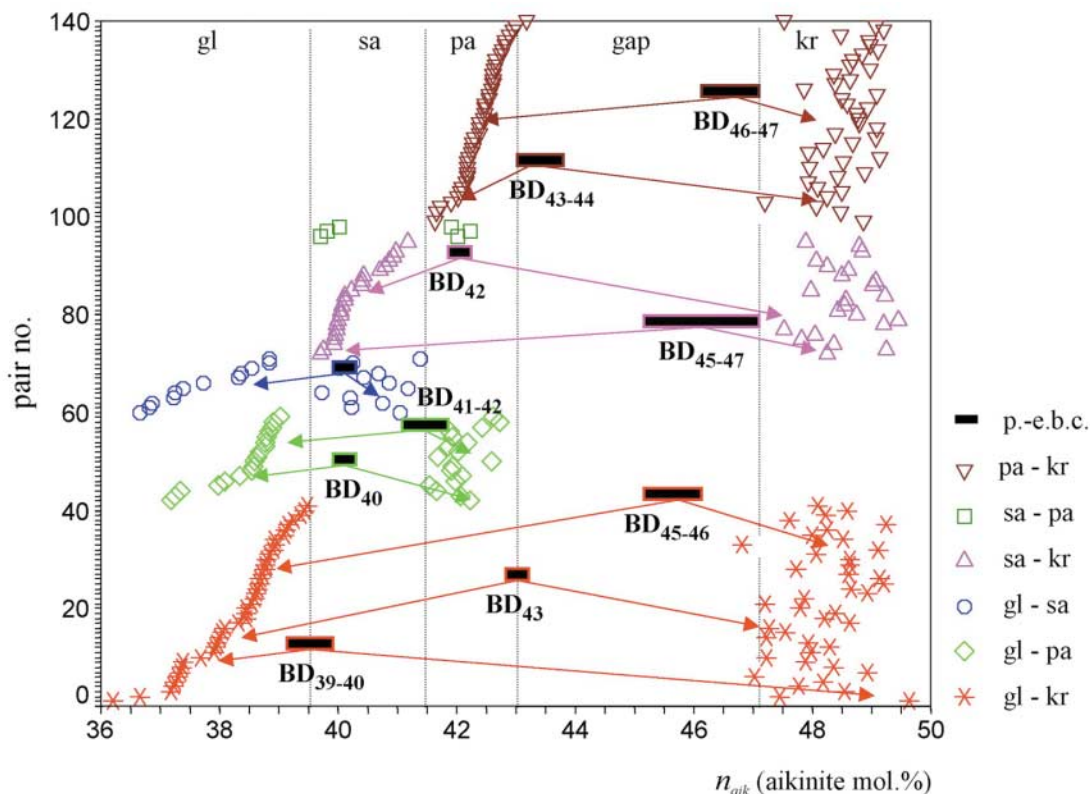 140
gl sa pa gap kr
BD46-47
120
BD43-44
100
BD42
80
BD45-47
60
BD41-42
BD40
40
BD45-46
20
BD43
BD39-40
0
36 38 40 42 44 46 48 50
pair no.
naik (aikinite mol.%)
p.-e.b.c.
pa - kr
sa - pa
sa - kr
gl - sa
gl - pa
gl - kr